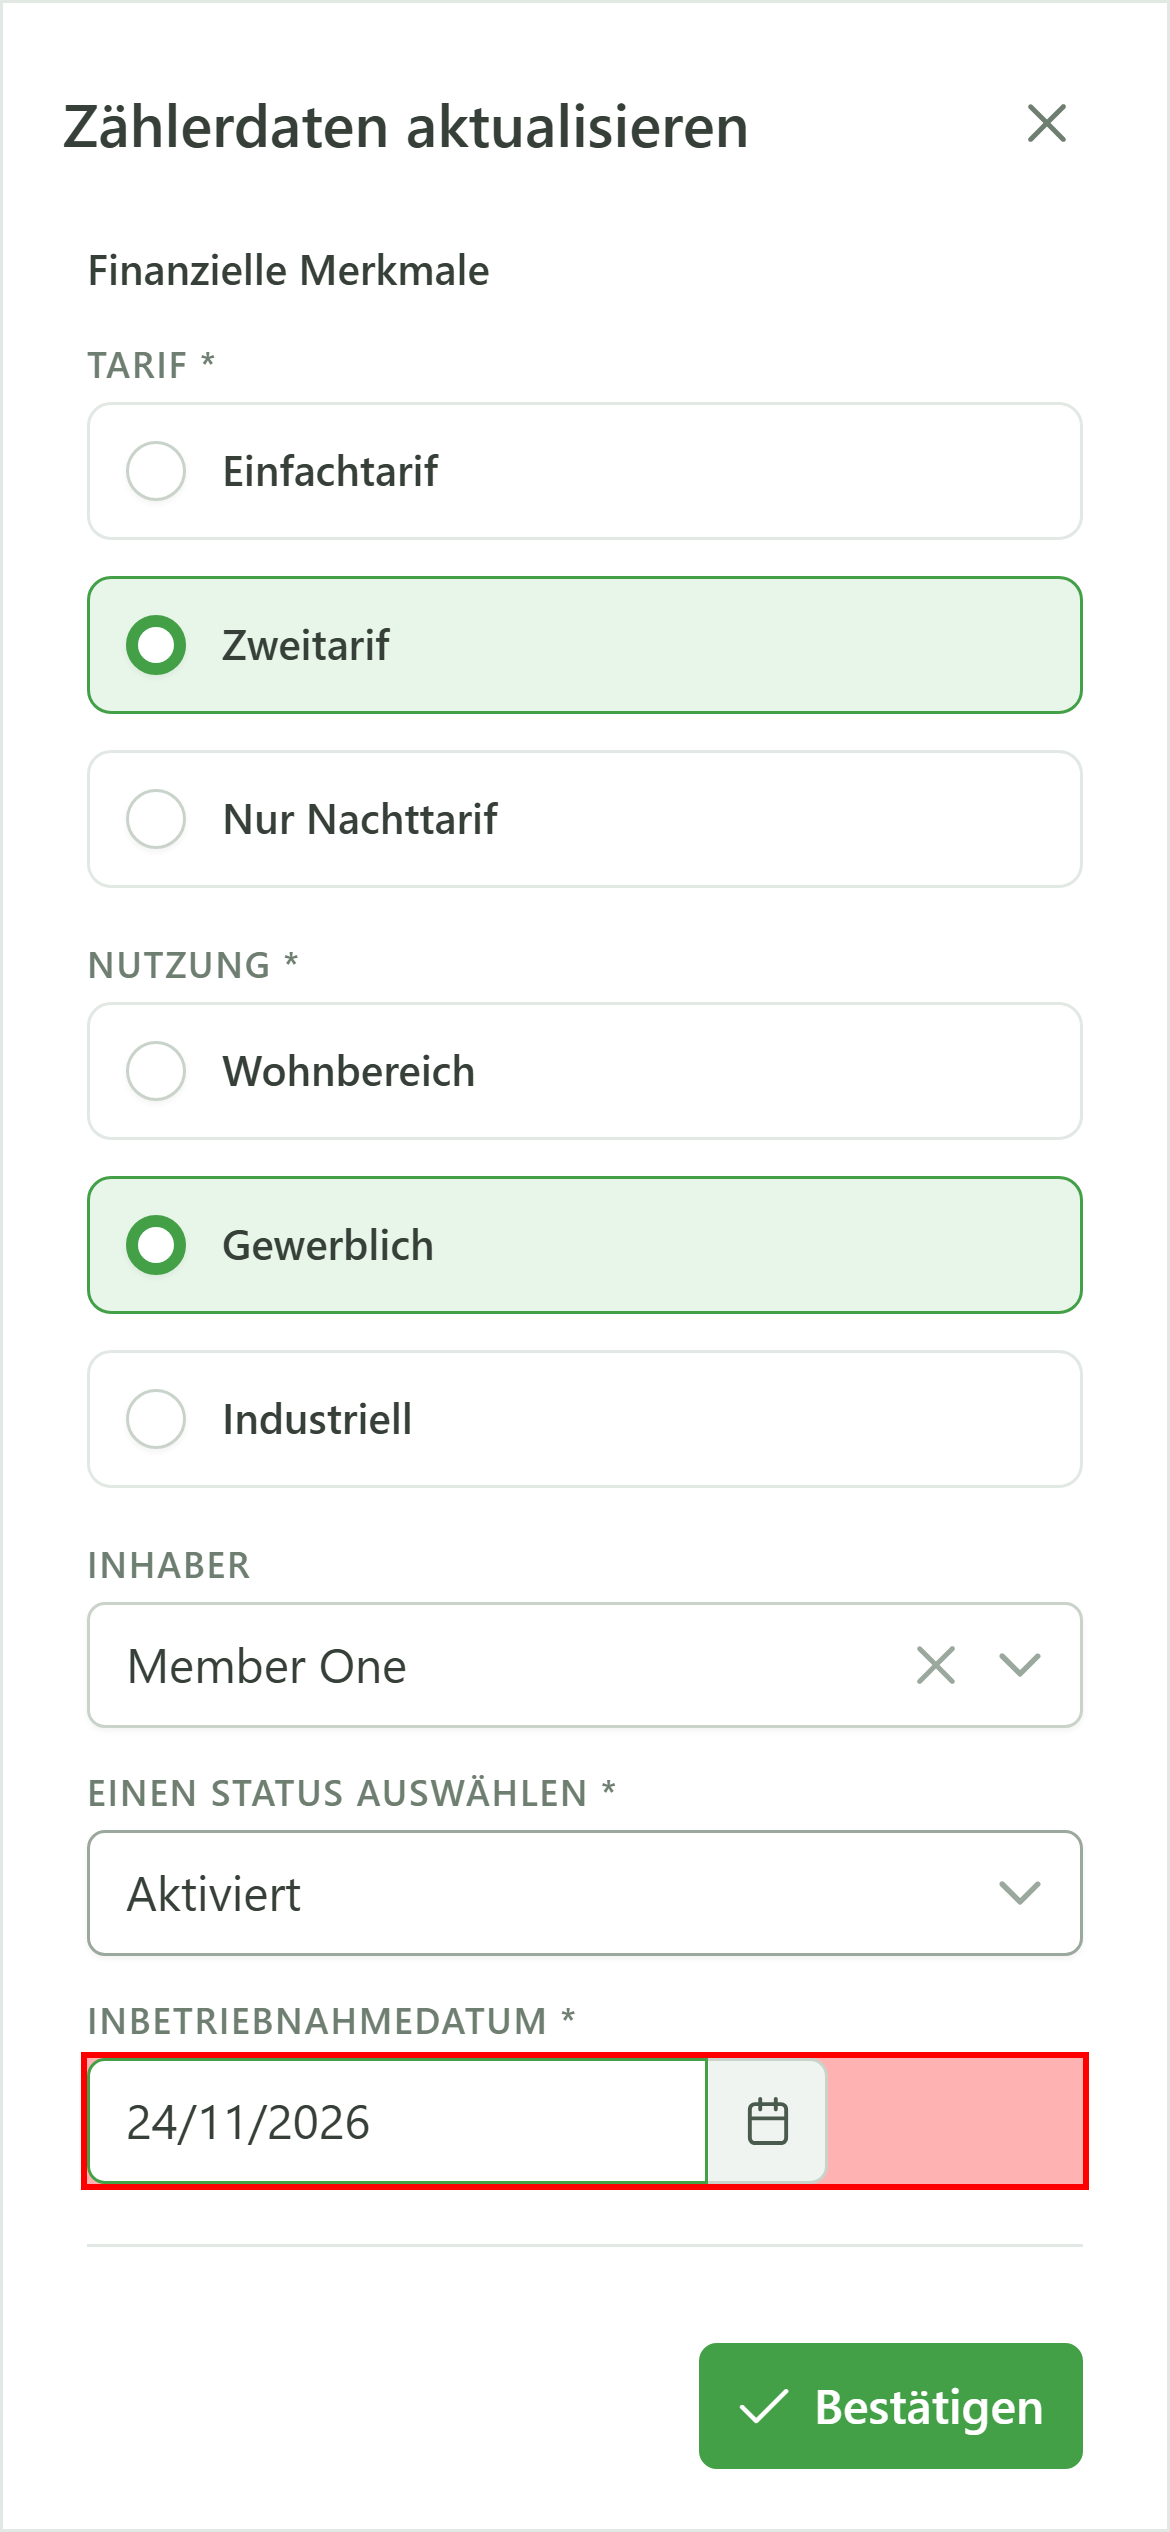 Zählerdaten aktualisieren
Finanzielle Merkmale
TARIF *
Einfachtarif
Zweitarif
Nur Nachttarif
NUTZUNG *
Wohnbereich
Gewerblich
Industriell
INHABER
Member One
EINEN STATUS AUSWÄHLEN *
Aktiviert
INBETRIEBNAHMEDATUM *
24/11/2026
Bestätigen